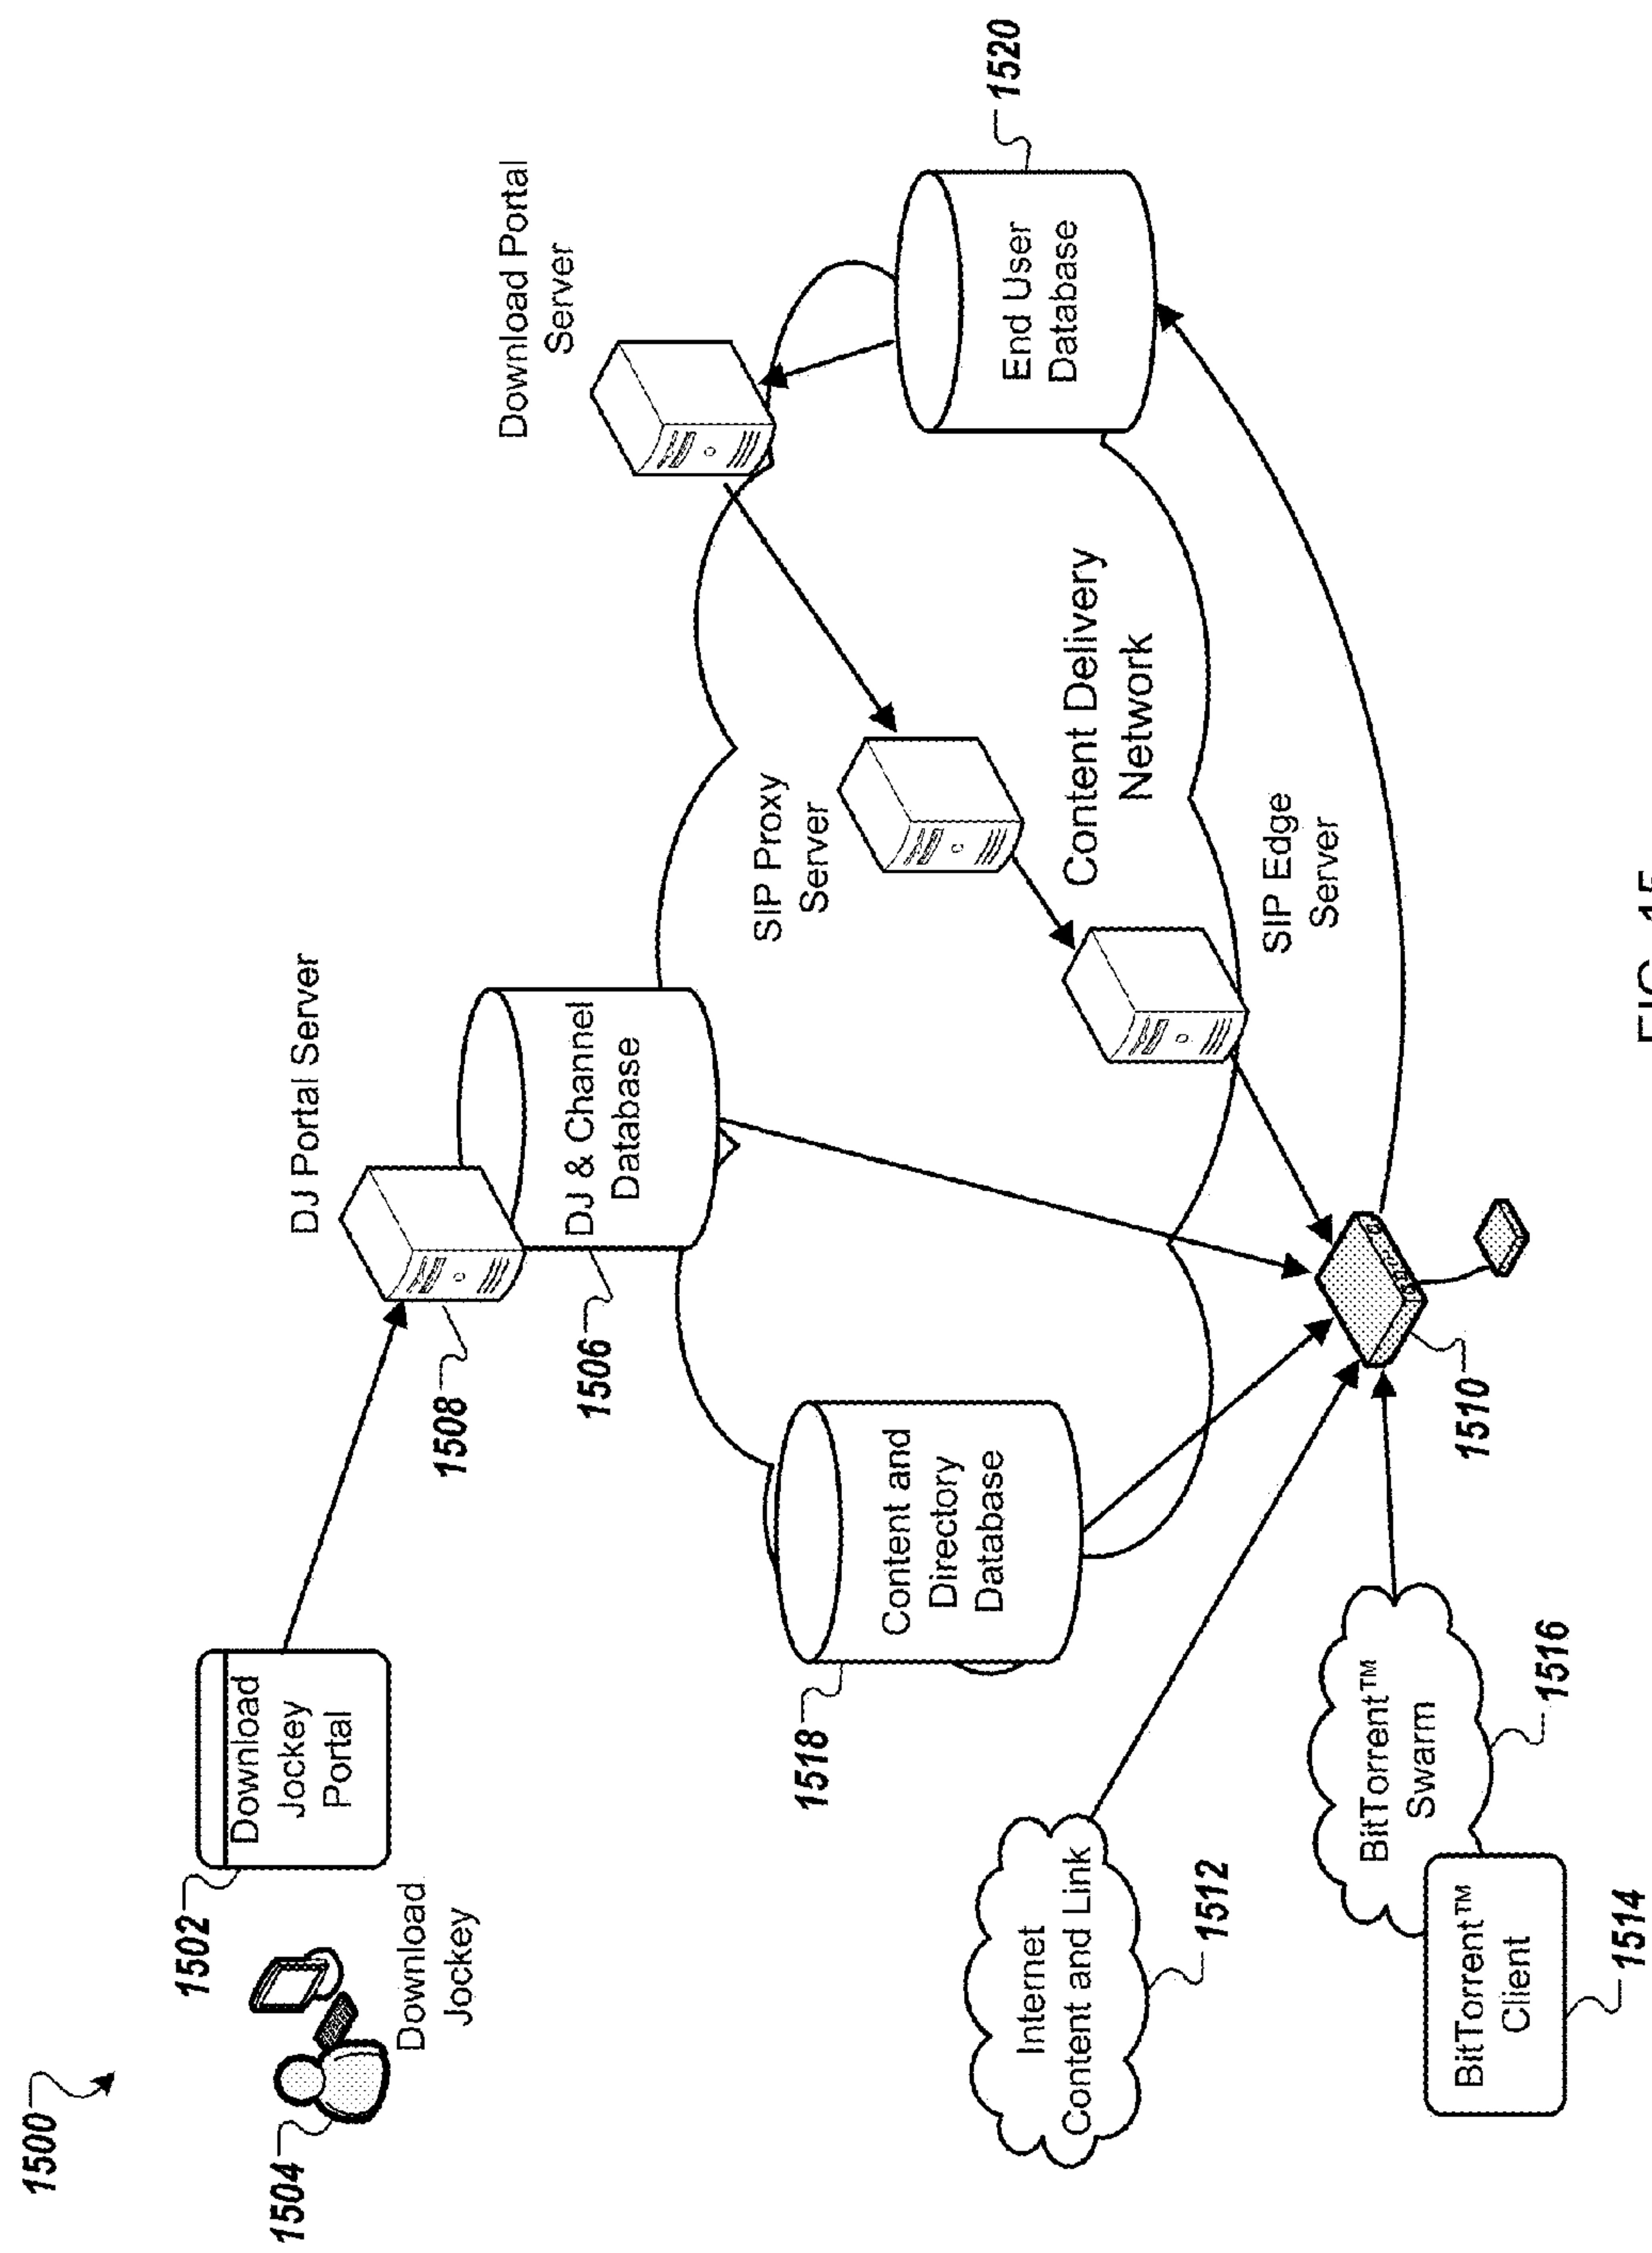 1500
1504
Download
Jockey
1502
Download
Jockey
Portal
DJ Portal Server
1508
DJ & Channel
Database
1506
Download Portal
Server
1518
Content and
Directory
Database
SIP Proxy
Server
Content Delivery
Network
End User
Database
1520
SIP Edge
Server
Internet
Content and Link
1512
BitTorrent™
Swarm
1516
BitTorrent™
Client
1514
1510
FIG. 15